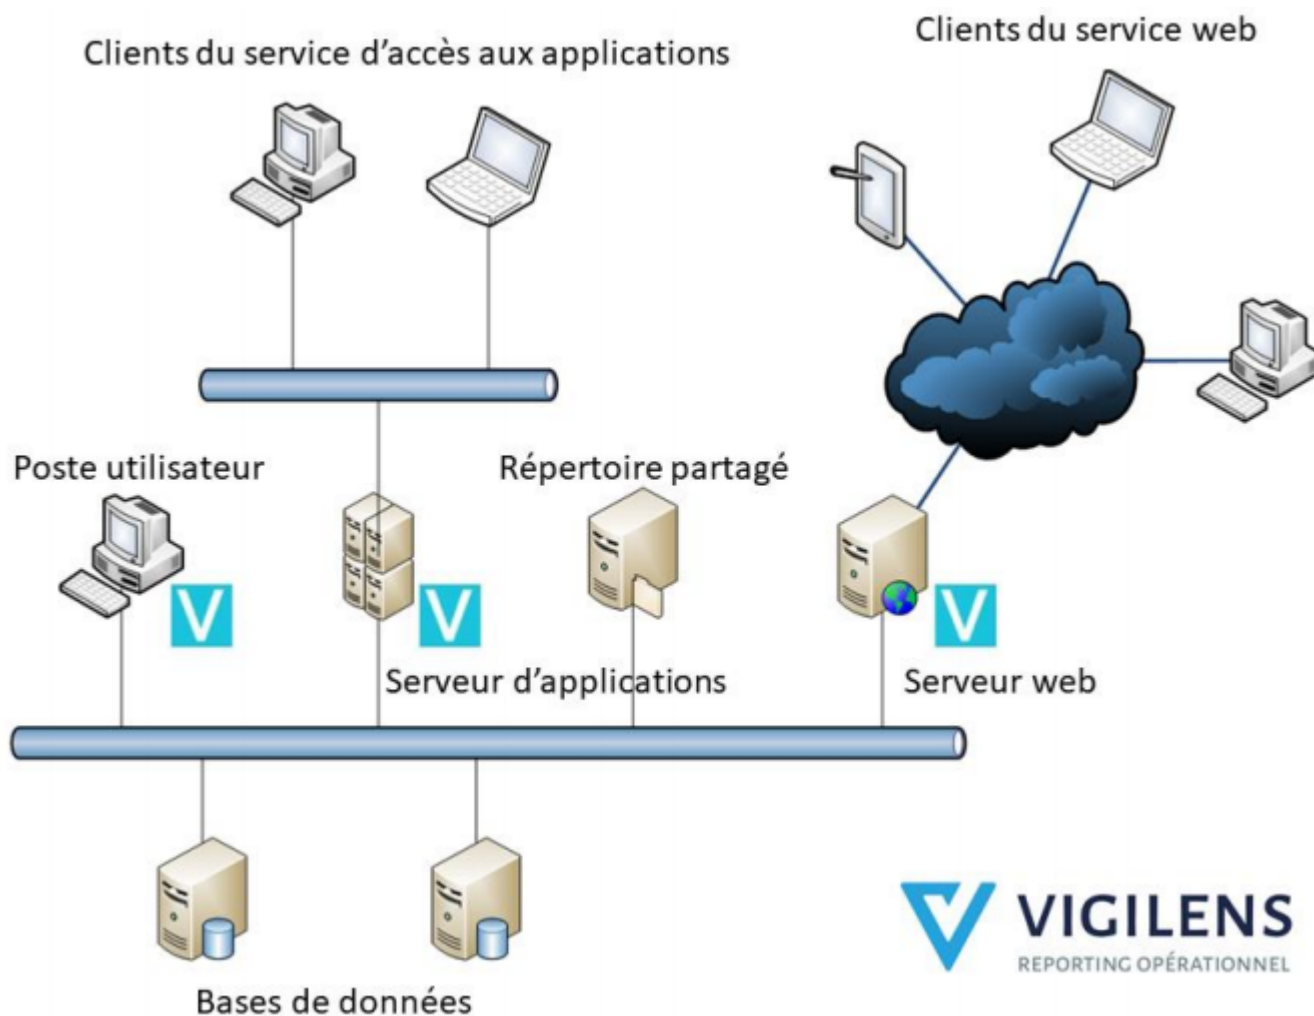 Clients du service d'accès aux applications
Clients du service web
Poste utilisateur
Répertoire partagé
V
V
V
Serveur d'applications
Serveur web
Bases de données
VIGILENS
REPORTING OPÉRATIONNEL